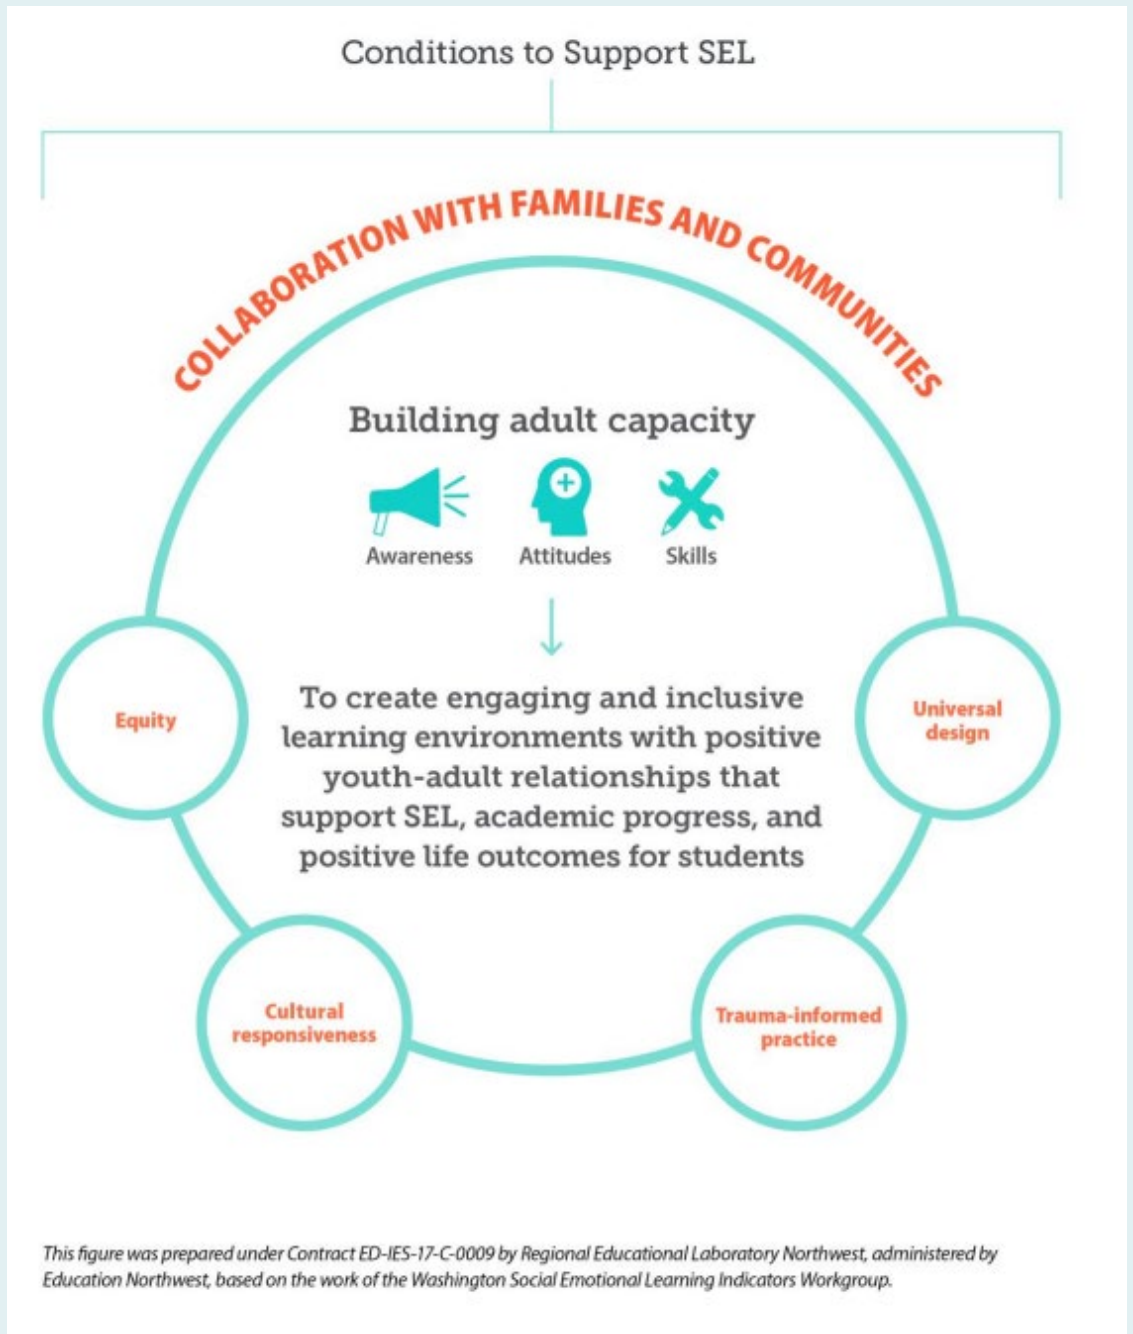 Conditions to Support SEL
COLLABORATION WITH FAMILIES AND COMMUNITIES
Building adult capacity
Awareness
Attitudes
Skills
To create engaging and inclusive
learning environments with positive
youth-adult relationships that
support SEL, academic progress, and
positive life outcomes for students
Equity
Universal
design
Cultural
responsiveness
Trauma-informed
practice
This figure was prepared under Contract ED-IES-17-C-0009 by Regional Educational Laboratory Northwest, administered by
Education Northwest, based on the work of the Washington Social Emotional Learning Indicators Workgroup.